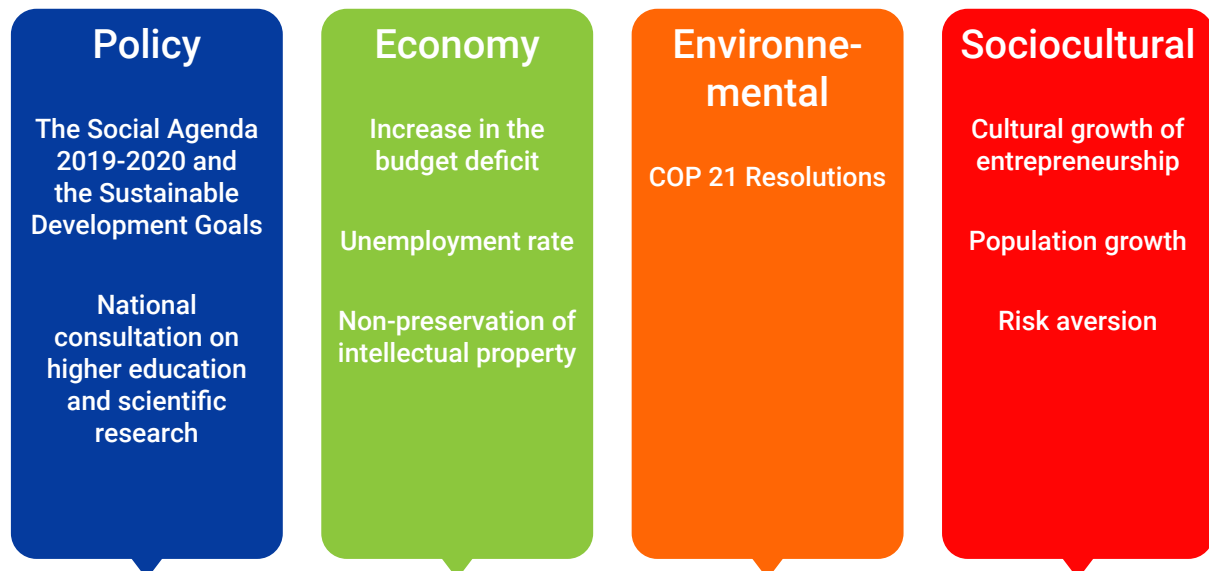 Policy
The Social Agenda
2019-2020 and
the Sustainable
Development Goals
National
consultation on
higher education
and scientific
research
Economy
Increase in the
budget deficit
Unemployment rate
Non-preservation of
intellectual property
Environne-
mental
COP 21 Resolutions
Sociocultural
Cultural growth of
entrepreneurship
Population growth
Risk aversion